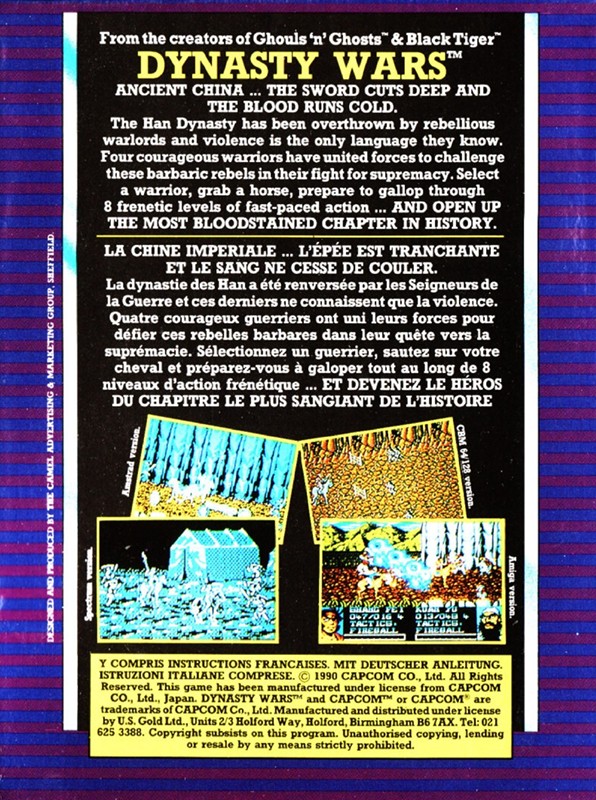 From the creators of Ghouls 'n' Ghosts™ & Black Tiger™
DYNASTY WARS™
ANCIENT CHINA ... THE SWORD CUTS DEEP AND
THE BLOOD RUNS COLD.
The Han Dynasty has been overthrown by rebellious
warlords and violence is the only language they know.
Four courageous warriors have united forces to challenge
these barbaric rebels in their fight for supremacy. Select
a warrior, grab a horse, prepare to gallop through
8 frenetic levels of fast-paced action ... AND OPEN UP
THE MOST BLOODSTAINED CHAPTER IN HISTORY.
LA CHINE IMPERIALE ... L'ÉPÉE EST TRANCHANTE
ET LE SANG NE CESSE DE COULER.
La dynastie des Han a été renversée par les Seigneurs de
la Guerre et ces derniers ne connaissent que la violence.
Quatre courageux guerriers ont uni leurs forces pour
défier ces rebelles barbares dans leur quête vers la
suprémacie. Sélectionnez un guerrier, sautez sur votre
cheval et préparez-vous à galoper tout au long de 8
niveaux d'action frénétique ... ET DEVENEZ LE HÉROS
DU CHAPITRE LE PLUS SANGIANT DE L'HISTOIRE
Amstrad version.
CBM 64/128 version.
Spectrum version.
Amiga version.
047/016 4
TACTICS·
FIREBALL
013/048 4
TACTICS·
FIREBALL
Y COMPRIS INSTRUCTIONS FRANCAISES. MIT DEUTSCHER ANLEITUNG.
ISTRUZIONI ITALIANE COMPRESE. © 1990 CAPCOM CO., Ltd. All Rights
Reserved. This game has been manufactured under license from CAPCOM
CO., Ltd., Japan. DYNASTY WARS™ and CAPCOM™ or CAPCOM® are
trademarks of CAPCOM Co., Ltd. Manufactured and distributed under license
by U.S. Gold Ltd., Units 2/3 Holford Way, Holford, Birmingham B6 7AX. Tel: 021
625 3388. Copyright subsists on this program. Unauthorised copying, lending
or resale by any means strictly prohibited.
DESIGNED AND PRODUCED BY THE CAMEL ADVERTISING & MARKETING GROUP, SHEFFIELD.